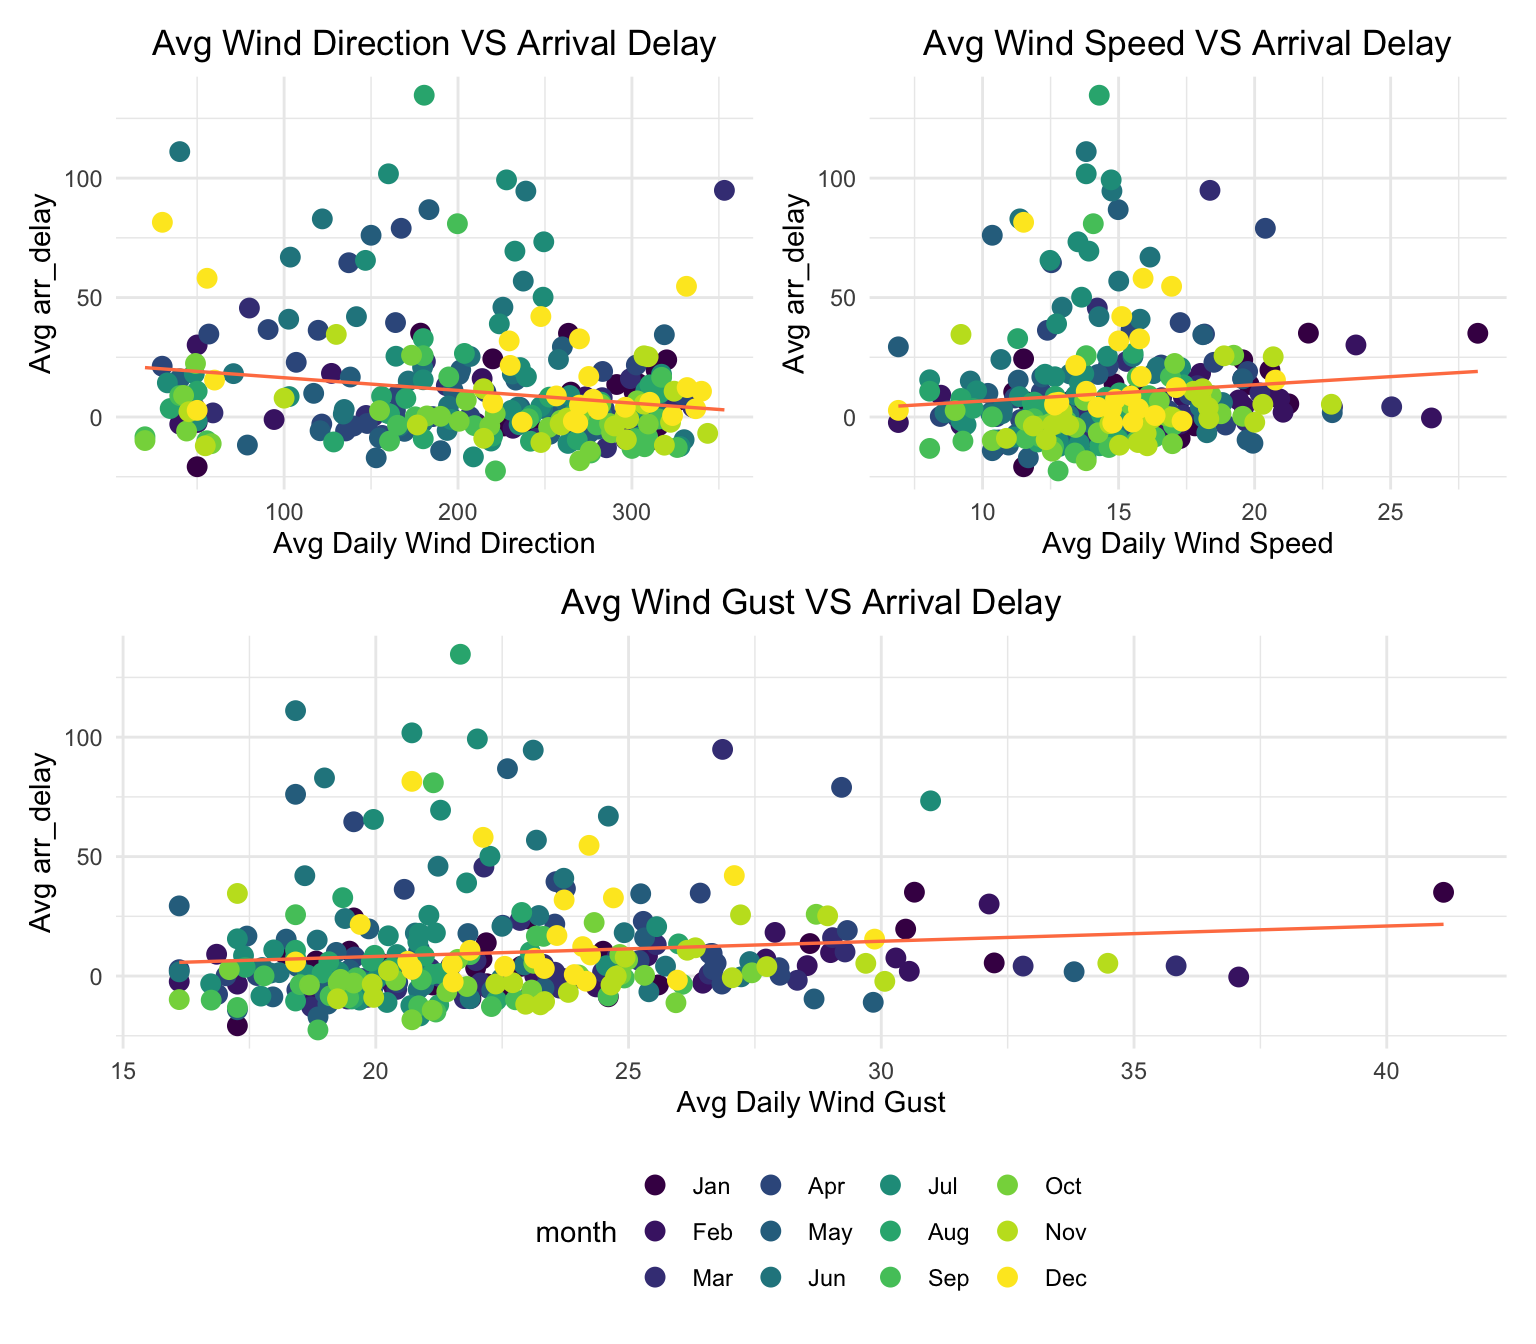 Avg Wind Direction VS Arrival Delay
Avg arr_delay
100
50
0
100 200 300
Avg Daily Wind Direction
Avg Wind Speed VS Arrival Delay
Avg arr_delay
100
50
0
10 15 20 25
Avg Daily Wind Speed
Avg Wind Gust VS Arrival Delay
Avg arr_delay
100
50
0
15 20 25 30 35 40
Avg Daily Wind Gust
month
Jan Apr Jul Oct
Feb May Aug Nov
Mar Jun Sep Dec